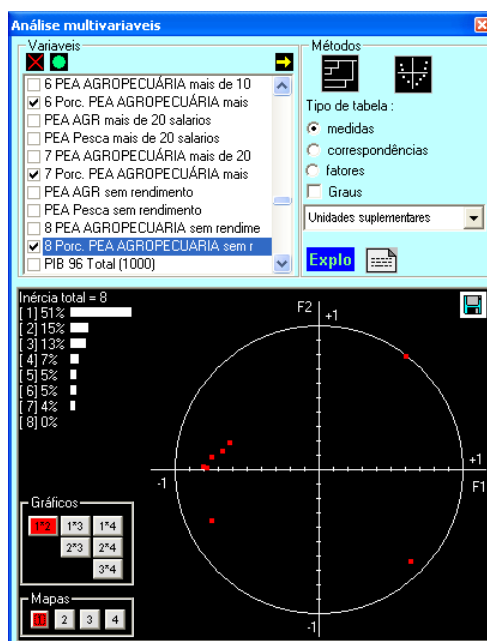 Análise multivariaveis
Variaveis
6 PEA AGROPECUÁRIA mais de 10
6 Porc. PEA AGROPECUÁRIA mais
PEA AGR mais de 20 salarios
PEA Pesca mais de 20 salarios
7 PEA AGROPECUÁRIA mais de 20
7 Porc. PEA AGROPECUÁRIA mais
PEA AGR sem rendimento
PEA Pesca sem rendimento
8 PEA AGROPECUARIA sem rendime
8 Porc. PEA AGROPECUARIA sem r
PIB 96 Total (1000)
Métodos
Tipo de tabela :
medidas
correspondências
fatores
Graus
Unidades suplementares
Explo
Inércia total = 8
[ 1] 51%
[ 2] 15%
[ 3] 13%
[ 4] 7%
[ 5] 5%
[ 6] 5%
[ 7] 4%
[ 8] 0%
F2
+1
+1
F1
-1
-1
Gráficos
1*2 1*3 1*4
2*3 2*4
3*4
Mapas
1 2 3 4